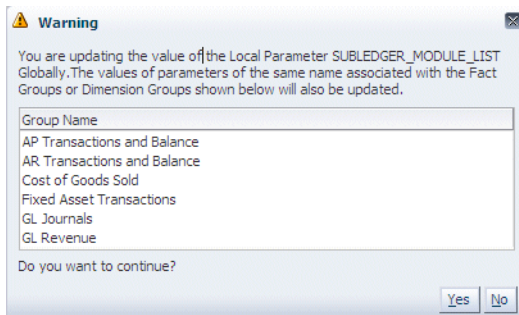 Warning
You are updating the value of the Local Parameter SUBLEDGER_MODULE_LIST
Globally.The values of parameters of the same name associated with the Fact
Groups or Dimension Groups shown below will also be updated.
Group Name
AP Transactions and Balance
AR Transactions and Balance
Cost of Goods Sold
Fixed Asset Transactions
GL Journals
GL Revenue
Do you want to continue?
Yes No